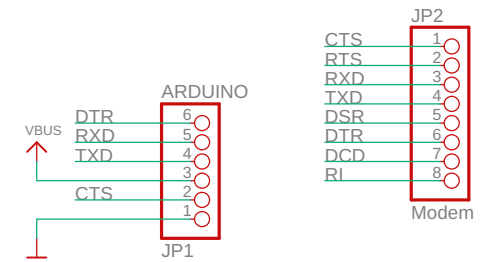 JP2
CTS 1
RTS 2
RXD 3
TXD 4
DSR 5
DTR 6
DCD 7
RI 8
Modem
ARDUINO
DTR 6
RXD 5
TXD 4
VBUS 3
CTS 2
1
JP1